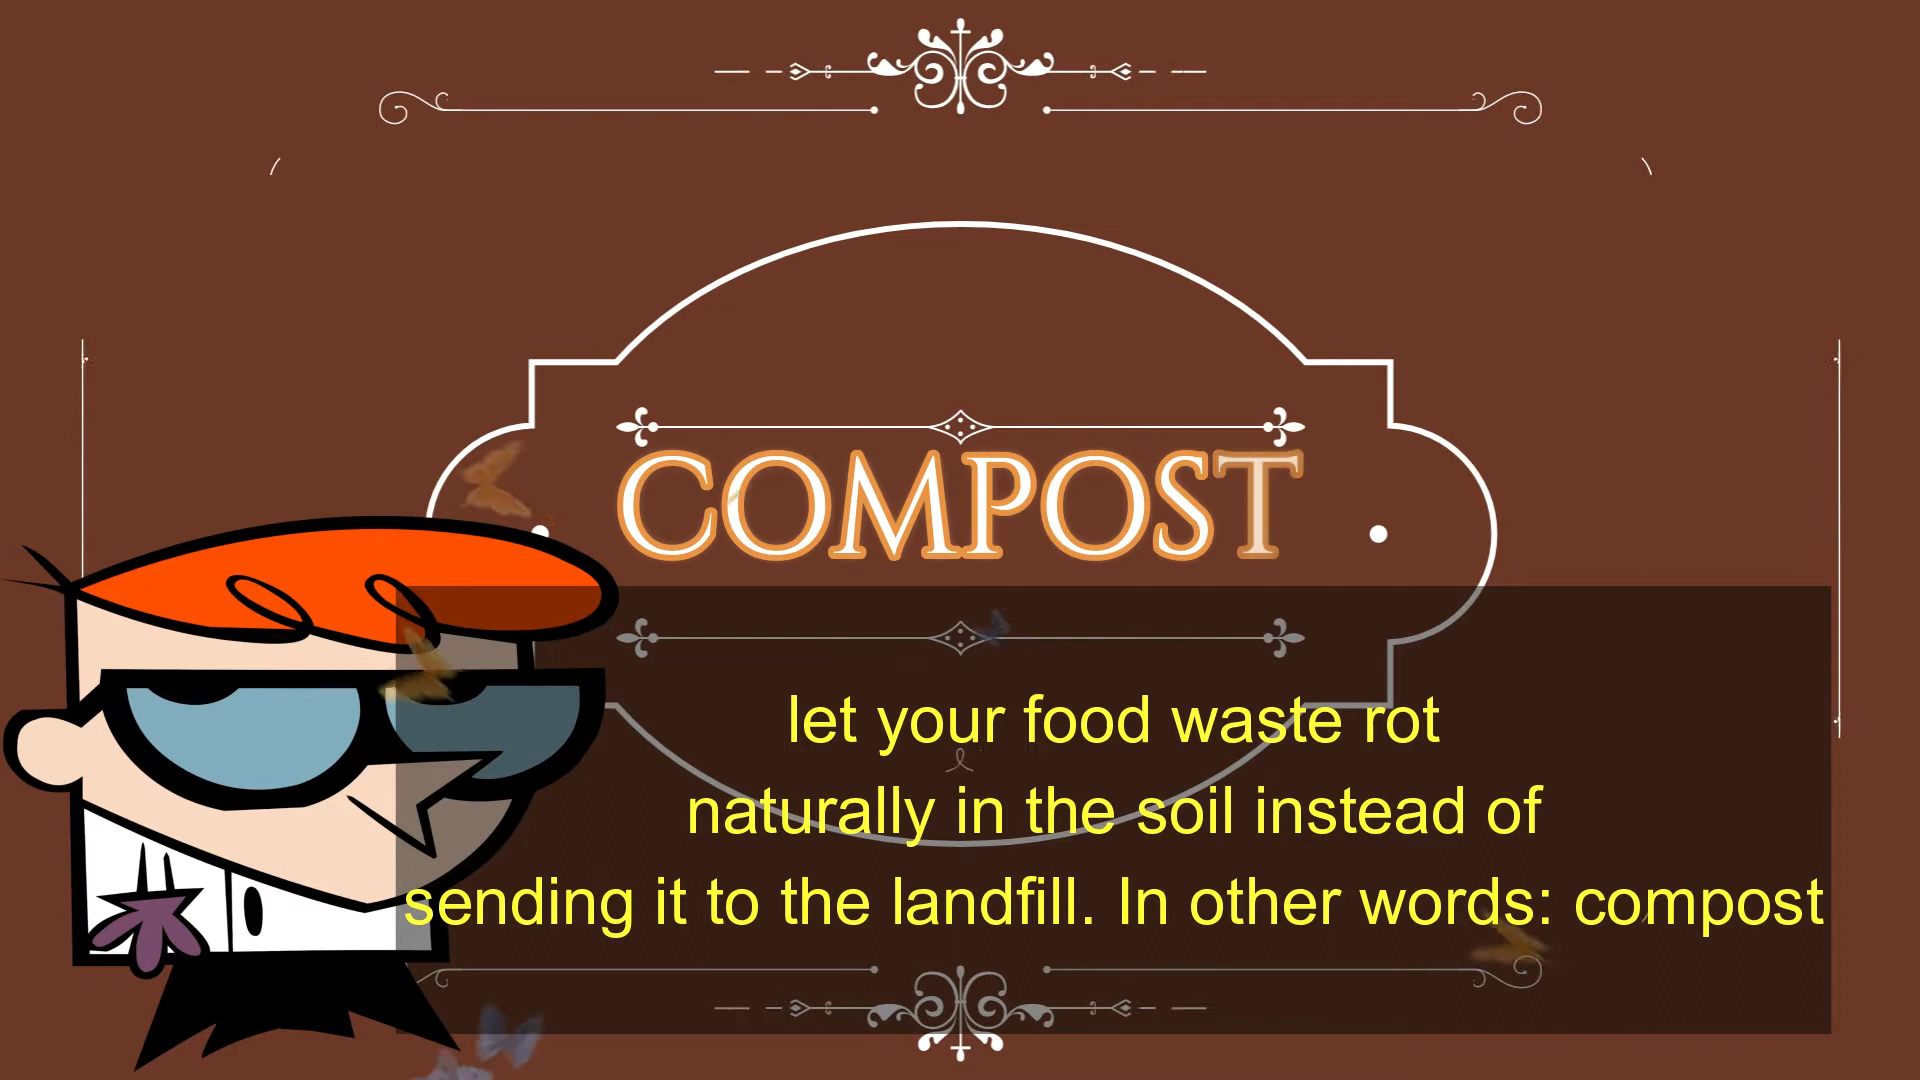 COMPOST
let your food waste rot
naturally in the soil instead of
sending it to the landfill. In other words: compost